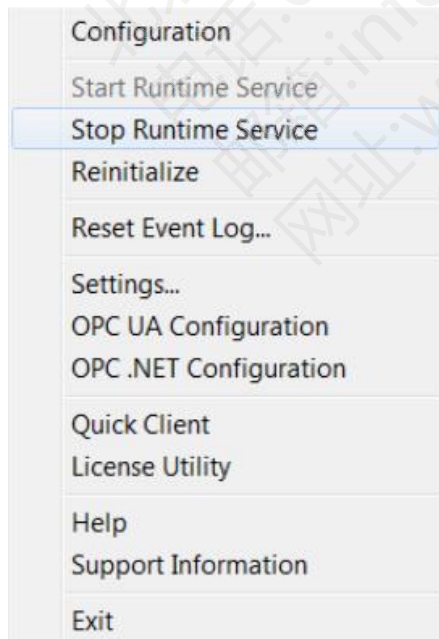 Configuration
Start Runtime Service
Stop Runtime Service
Reinitialize
Reset Event Log...
Settings...
OPC UA Configuration
OPC .NET Configuration
Quick Client
License Utility
Help
Support Information
Exit